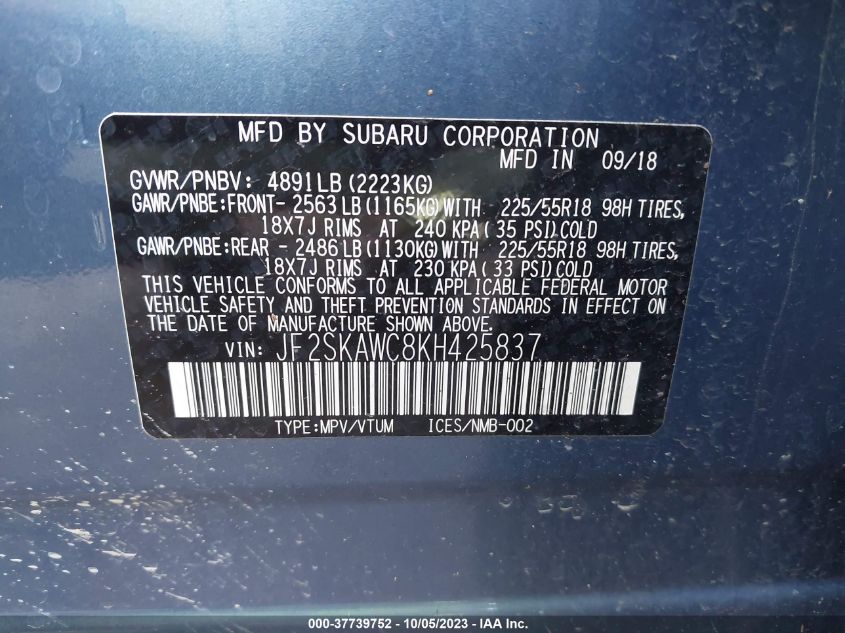 MFD BY SUBARU CORPORATION
MFD IN 09/18
GVWR/PNBV: 4891LB(2223KG)
GAWR/PNBE:FRONT- 2563LB(1165KG)WITH 225/55R18 98H TIRES,
18X7J RIMS AT 240 KPA( 35 PSI)COLD
GAWR/PNBE:REAR - 2486LB(1130KG)WITH 225/55R18 98H TIRES,
18X7J RIMS AT 230 KPA( 33 PSI)COLD
THIS VEHICLE CONFORMS TO ALL APPLICABLE FEDERAL MOTOR
VEHICLE SAFETY AND THEFT PREVENTION STANDARDS IN EFFECT ON
THE DATE OF MANUFACTURE SHOWN ABOVE.
VIN: JF2SKAWC8KH425837
TYPE:MPV/VTUM ICES/NMB-002
000-37739752 - 10/05/2023 - IAA Inc.